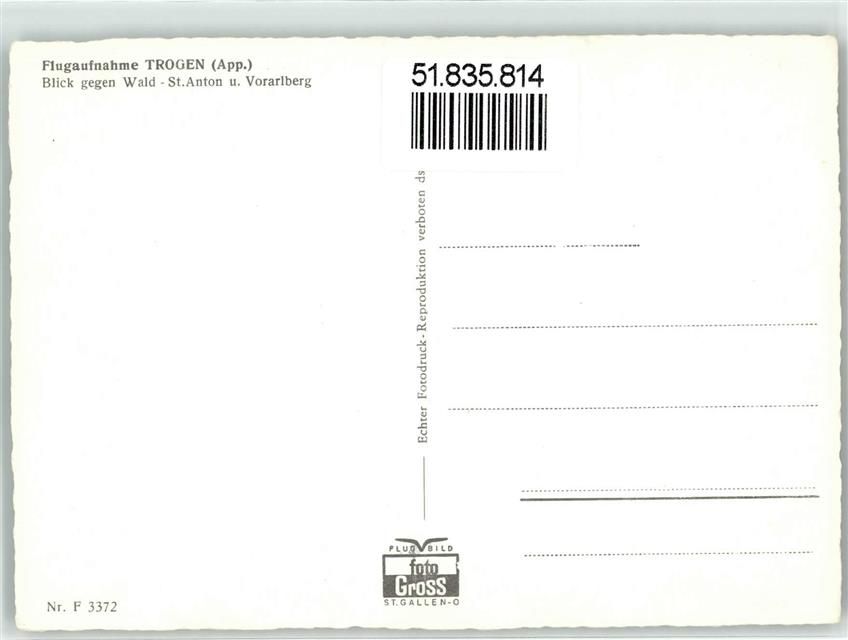 Flugaufnahme TROGEN (App.)
Blick gegen Wald - St. Anton u. Vorarlberg
51.835.814
Echter Fotodruck - Reproduktion verboten ds
FLUG BILD
foto
Gross
ST. GALLEN-O
Nr. F 3372